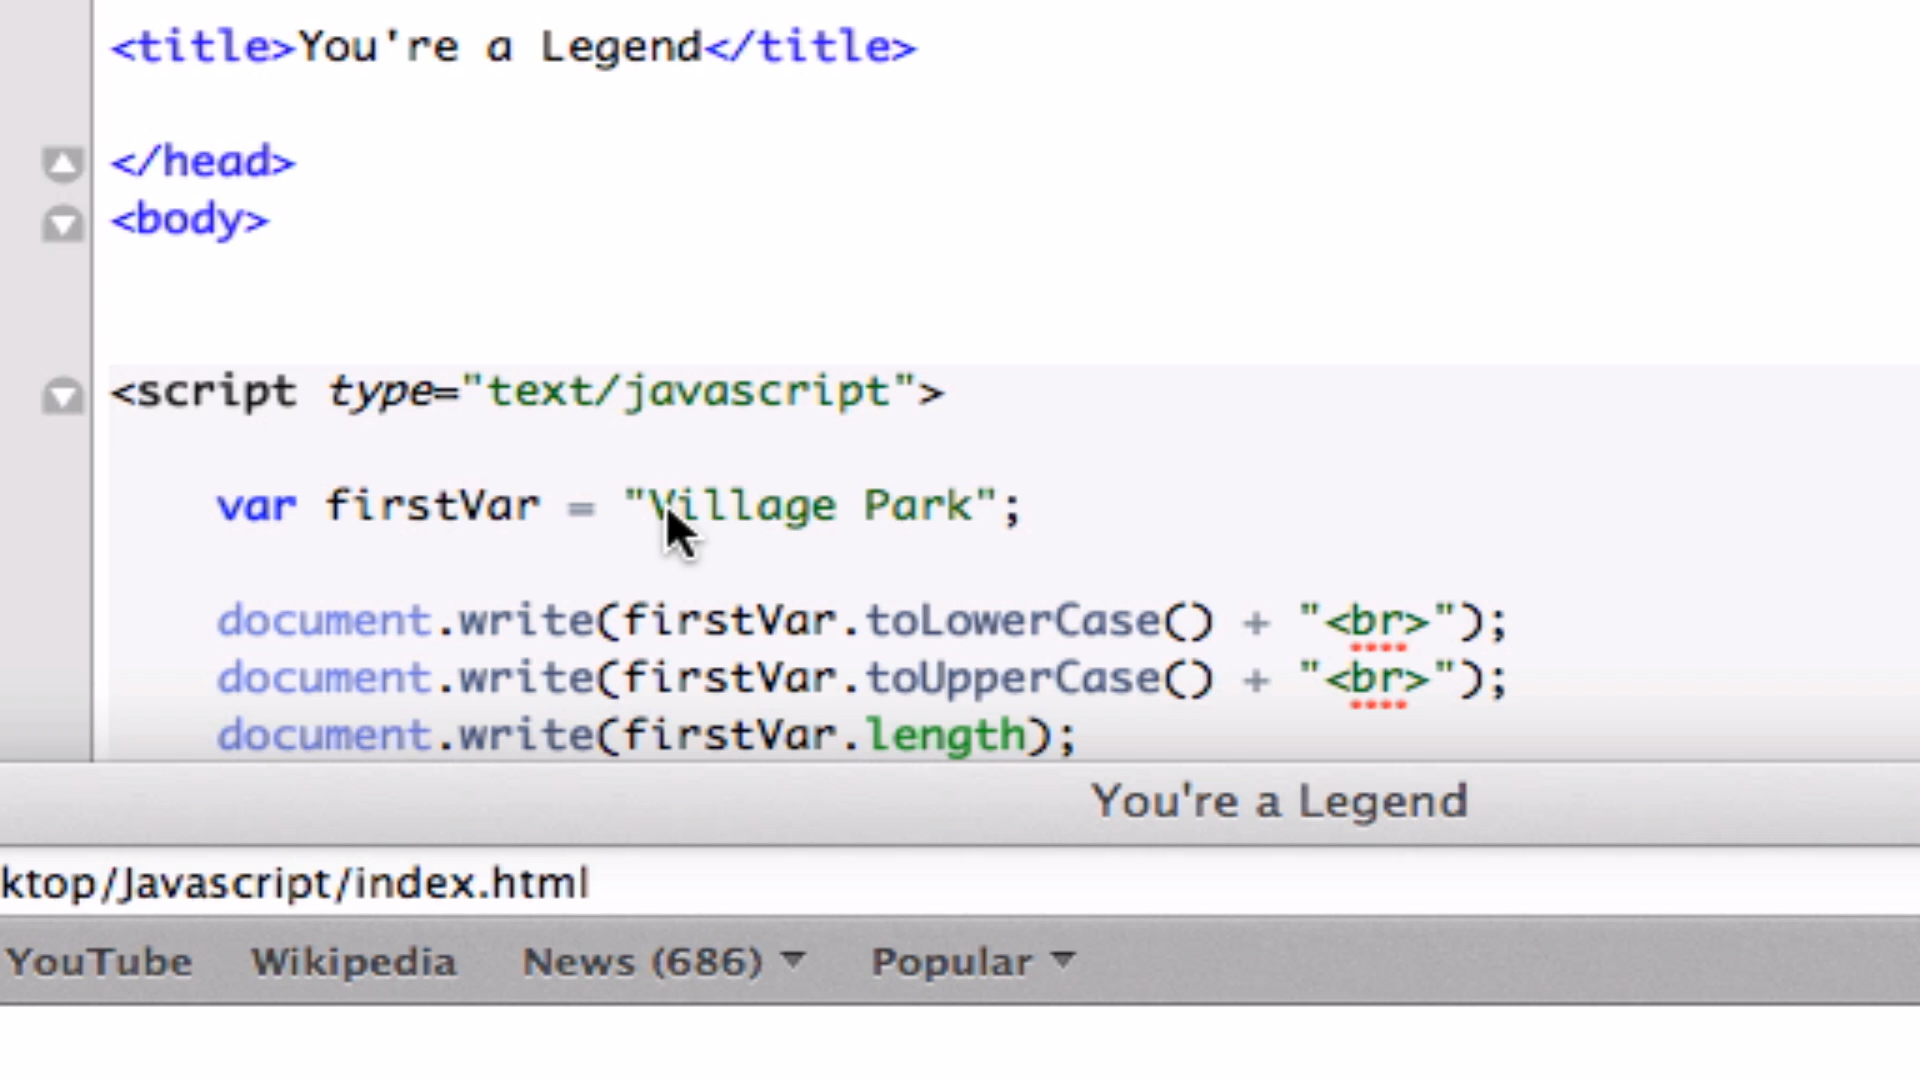 <title>You're a Legend</title>
</head>
<body>
<script type="text/javascript">
var firstVar = "Village Park";
document.write(firstVar.toLowerCase() + "<br>");
document.write(firstVar.toUpperCase() + "<br>");
document.write(firstVar.length);
You're a Legend
ktop/Javascript/index.html
YouTube Wikipedia News (686) Popular